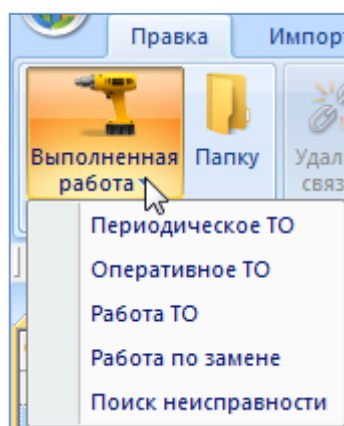 Правка Импор
Выполненная работа
Папку
Удал
связ
Периодическое ТО
Оперативное ТО
Работа ТО
Работа по замене
Поиск неисправности